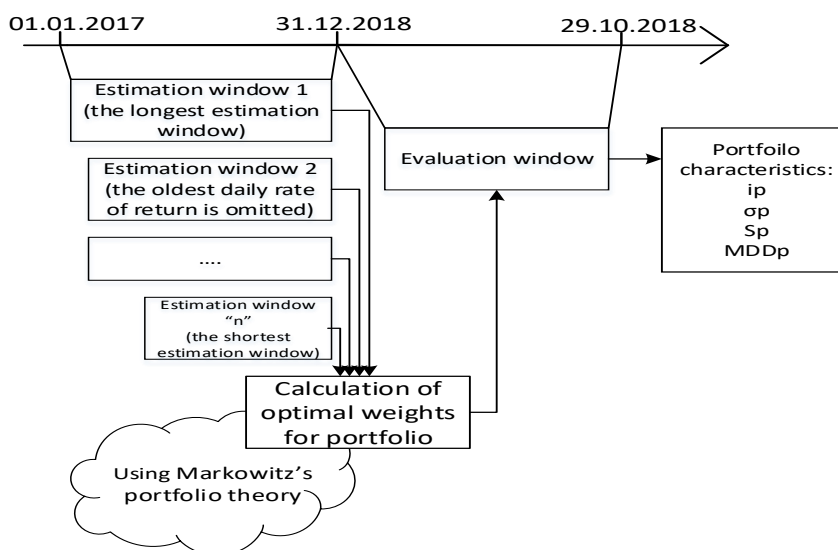 01.01.2017 31.12.2018 29.10.2018
Estimation window 1
(the longest estimation
window)
Estimation window 2
(the oldest daily rate
of return is omitted)
....
Estimation window
“n”
(the shortest
estimation window)
Evaluation window
Portfoilo
characteristics:
ip
σp
Sp
MDDp
Calculation of
optimal weights
for portfolio
Using Markowitz’s
portfolio theory